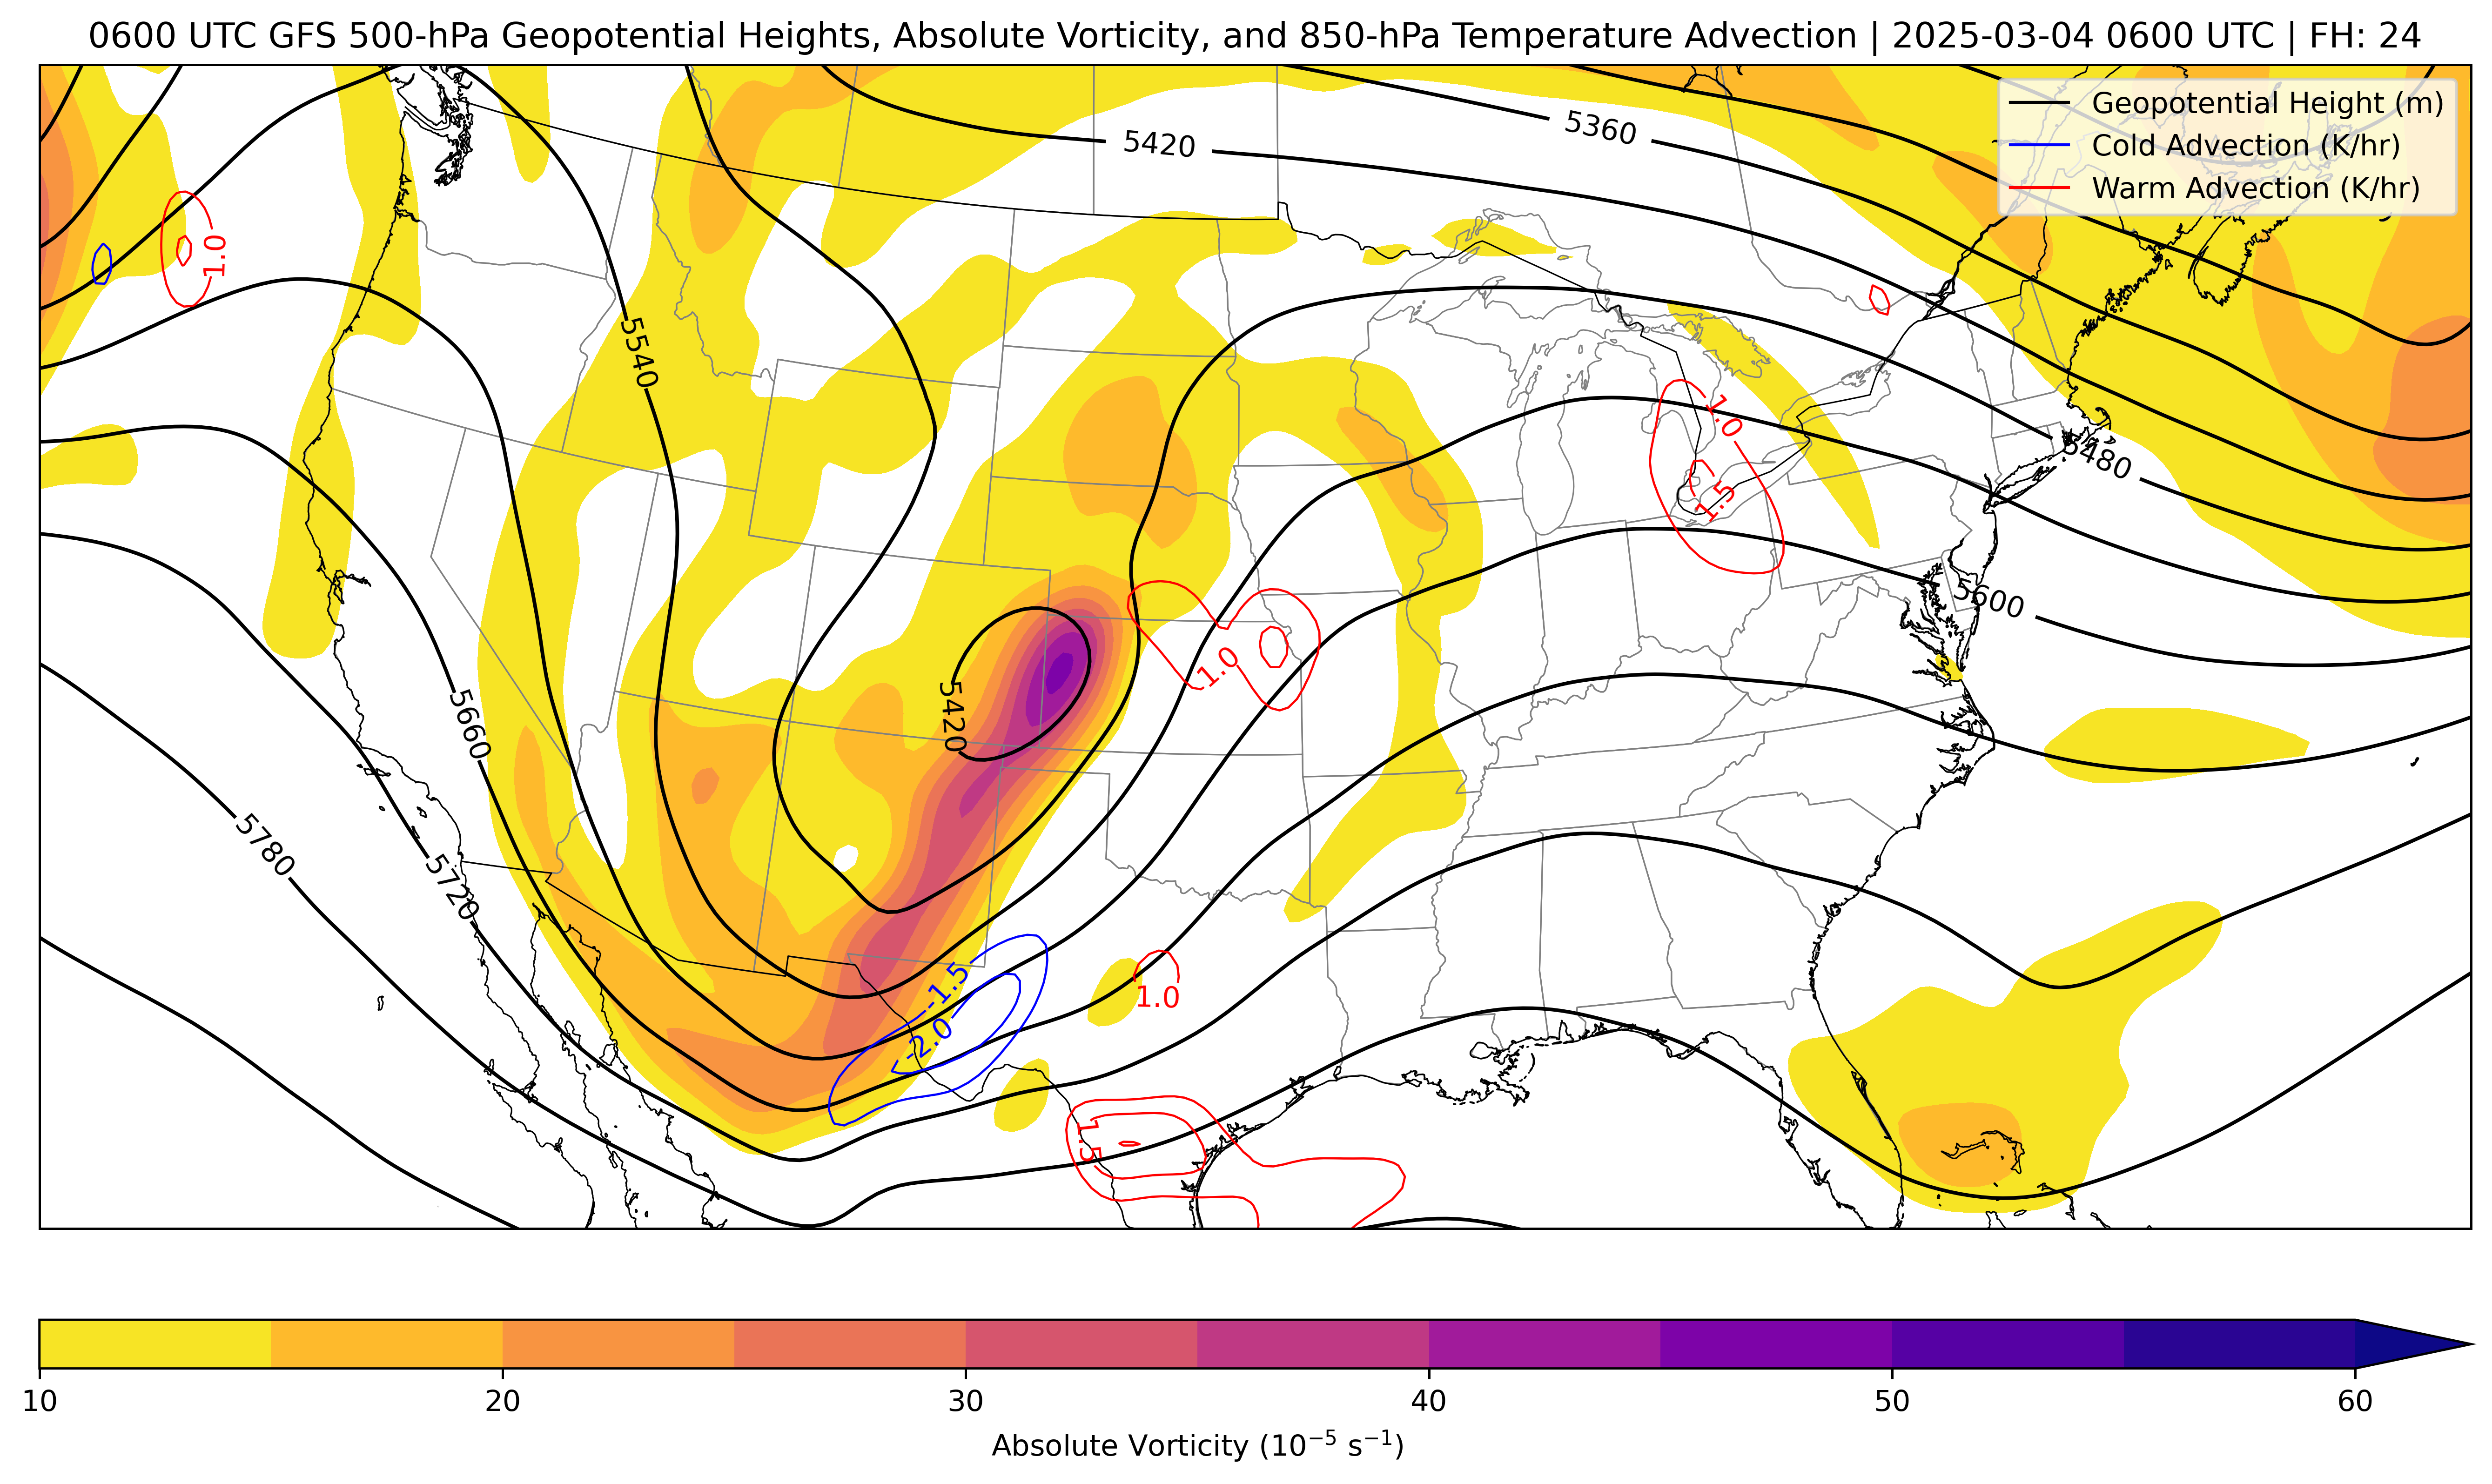 0600 UTC GFS 500-hPa Geopotential Heights, Absolute Vorticity, and 850-hPa Temperature Advection | 2025-03-04 0600 UTC | FH: 24
Geopotential Height (m)
Cold Advection (K/hr)
Warm Advection (K/hr)
5360
5420
1.0
5540
1.0
5480
1.5
5600
1.0
5660
5420
5780
5720
-1.5
1.0
-2.0
1.5
10 20 30 40 50 60
Absolute Vorticity (10⁻⁵ s⁻¹)